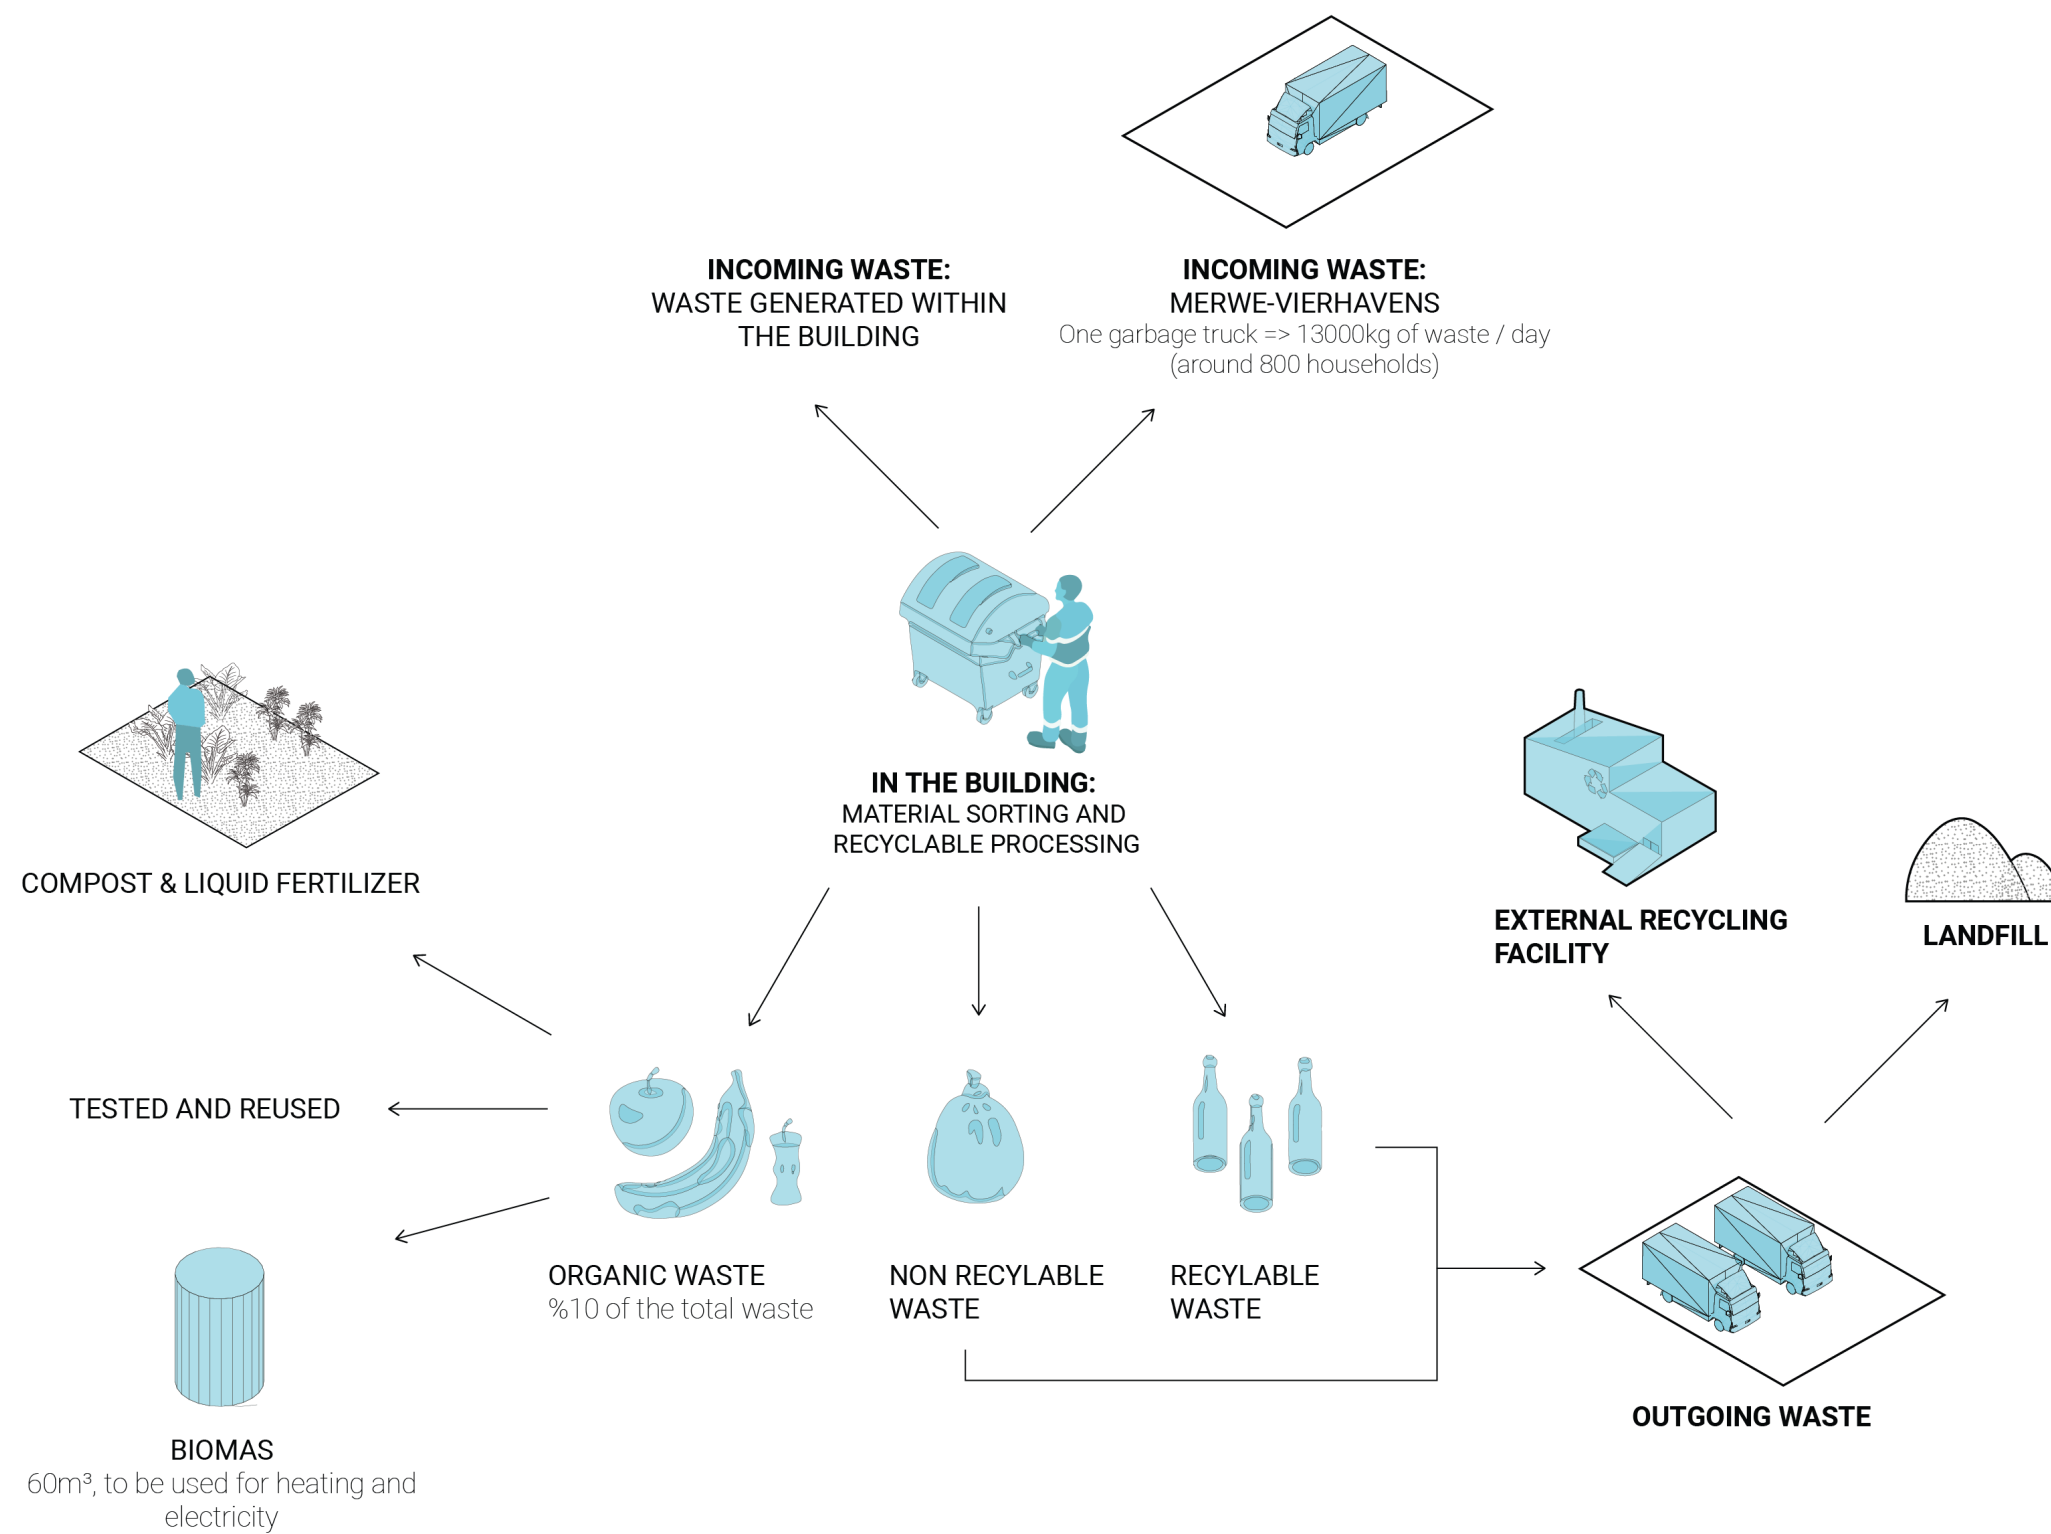 INCOMING WASTE:
WASTE GENERATED WITHIN
THE BUILDING
INCOMING WASTE:
MERWE-VIERHAVENS
One garbage truck => 13000kg of waste / day
(around 800 households)
IN THE BUILDING:
MATERIAL SORTING AND
RECYCLABLE PROCESSING
COMPOST & LIQUID FERTILIZER
EXTERNAL RECYCLING
FACILITY
LANDFILL
TESTED AND REUSED
ORGANIC WASTE
%10 of the total waste
NON RECYLABLE
WASTE
RECYLABLE
WASTE
OUTGOING WASTE
BIOMAS
60m³, to be used for heating and
electricity